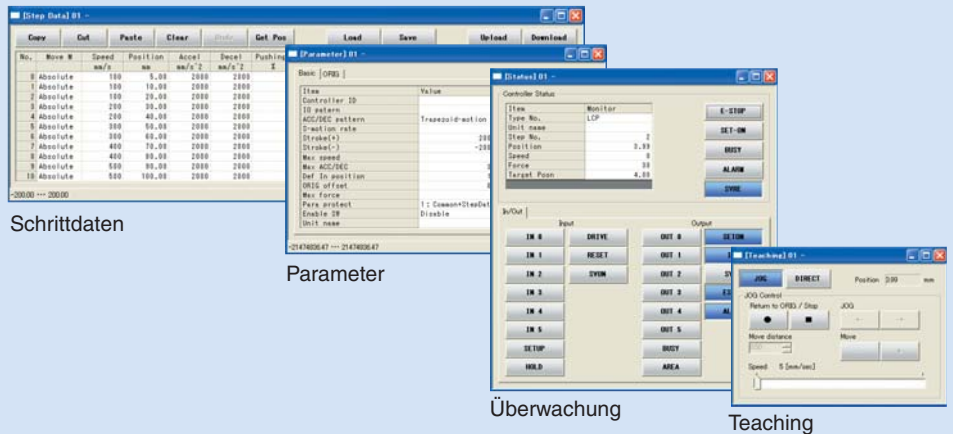 [Step Data] 01 -
Copy Cut Paste Clear Undo Get Pos Load Save Upload Download
No. Move M Speed Position Accel Decel Pushing
mm/s mm mm/s^2 mm/s^2 %
0 Absolute 100 5.00 2000 2000
1 Absolute 100 10.00 2000 2000
2 Absolute 100 20.00 2000 2000
3 Absolute 200 30.00 2000 2000
4 Absolute 200 40.00 2000 2000
5 Absolute 300 50.00 2000 2000
6 Absolute 300 60.00 2000 2000
7 Absolute 400 70.00 2000 2000
8 Absolute 400 80.00 2000 2000
9 Absolute 500 90.00 2000 2000
10 Absolute 500 100.00 2000 2000
-200.00 --- 200.00
Schrittdaten
[Parameter] 01 -
Basic ORIG
Item Value
Controller ID
IO patern
ACC/DEC pattern Trapezoid-motion
S-motion rate
Stroke(+) 200
Stroke(-) -200
Max speed
Max ACC/DEC
Def In position
ORIG offset
Max force
Para protect 1: Common+StepDat
Enable SW Disable
Unit name
-2147483647 --- 2147483647
Parameter
[Status] 01 -
Controller Status
Item Monitor
Type No. LCP
Unit name
Step No. 2
Position 3.89
Speed 0
Force 30
Target Posn 4.00
E-STOP
SET-ON
BUSY
ALARM
SVRE
In/Out
Input Output
IN 0 DRIVE OUT 0 SETON
IN 1 RESET OUT 1
IN 2 SVON OUT 2
IN 3 OUT 3
IN 4 OUT 4
IN 5 OUT 5
SETUP BUSY
HOLD AREA
Überwachung
[Teaching] 01 -
JOG DIRECT Position 3.89 mm
JOG Control
Return to ORIG / Stop JOG
Move distance Move
Speed 5 [mm/sec]
Teaching